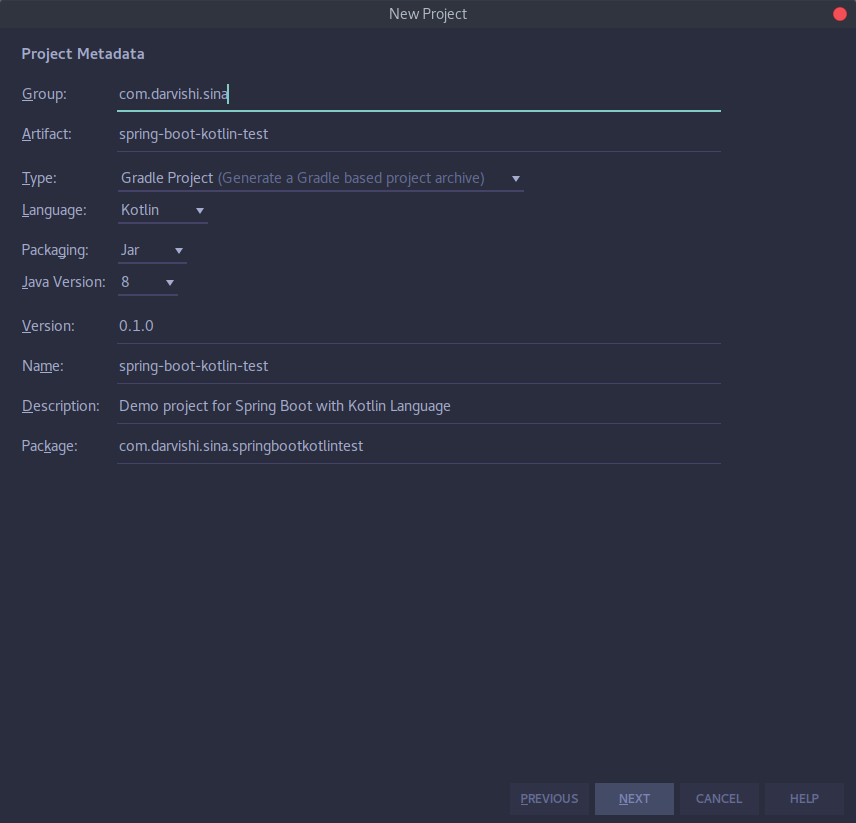 New Project
Project Metadata
Group: com.darvishi.sina
Artifact: spring-boot-kotlin-test
Type: Gradle Project (Generate a Gradle based project archive)
Language: Kotlin
Packaging: Jar
Java Version: 8
Version: 0.1.0
Name: spring-boot-kotlin-test
Description: Demo project for Spring Boot with Kotlin Language
Package: com.darvishi.sina.springbootkotlintest
PREVIOUS NEXT CANCEL HELP